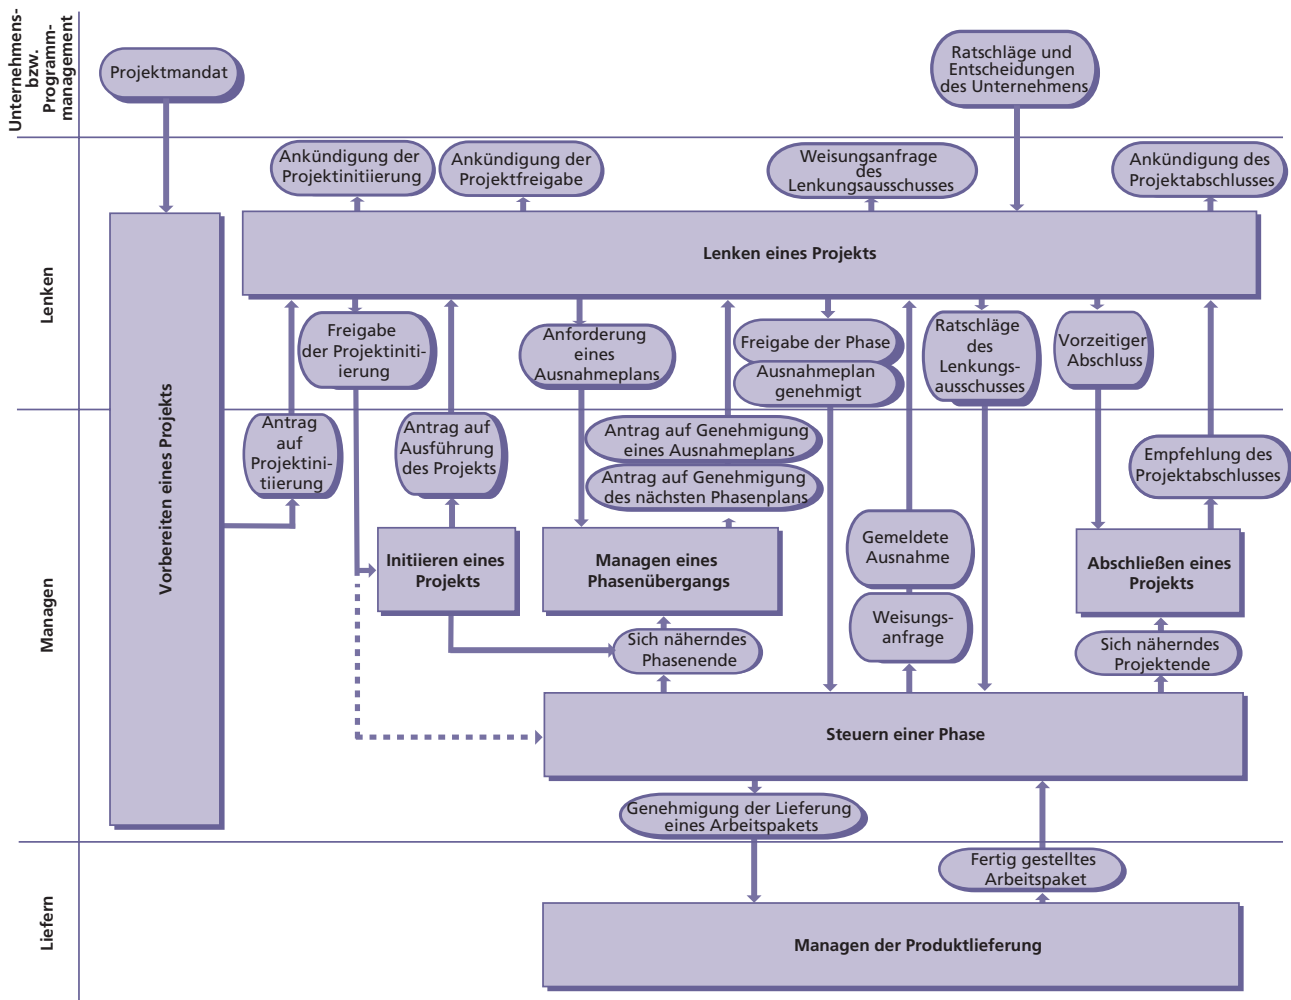 Unternehmens-
bzw.
Programm-
management
Projektmandat
Ratschläge und
Entscheidungen
des Unternehmens
Lenken
Ankündigung der
Projektinitiierung
Ankündigung der
Projektfreigabe
Weisungsanfrage
des
Lenkungsausschusses
Ankündigung des
Projektabschlusses
Lenken eines Projekts
Vorbereiten eines Projekts
Freigabe
der Projektiniti-
ierung
Anforderung
eines
Ausnahmeplans
Freigabe der Phase
Ausnahmeplan
genehmigt
Ratschläge
des
Lenkungs-
ausschusses
Vorzeitiger
Abschluss
Managen
Antrag
auf
Projektini-
tiierung
Antrag auf
Ausführung
des Projekts
Antrag auf Genehmigung
eines Ausnahmeplans
Antrag auf Genehmigung
des nächsten Phasenplans
Empfehlung des
Projektabschlusses
Initiieren eines
Projekts
Managen eines
Phasenübergangs
Gemeldete
Ausnahme
Abschließen eines
Projekts
Weisungs-
anfrage
Sich näherndes
Phasenende
Sich näherndes
Projektende
Steuern einer Phase
Genehmigung der Lieferung
eines Arbeitspakets
Liefern
Fertig gestelltes
Arbeitspaket
Managen der Produktlieferung